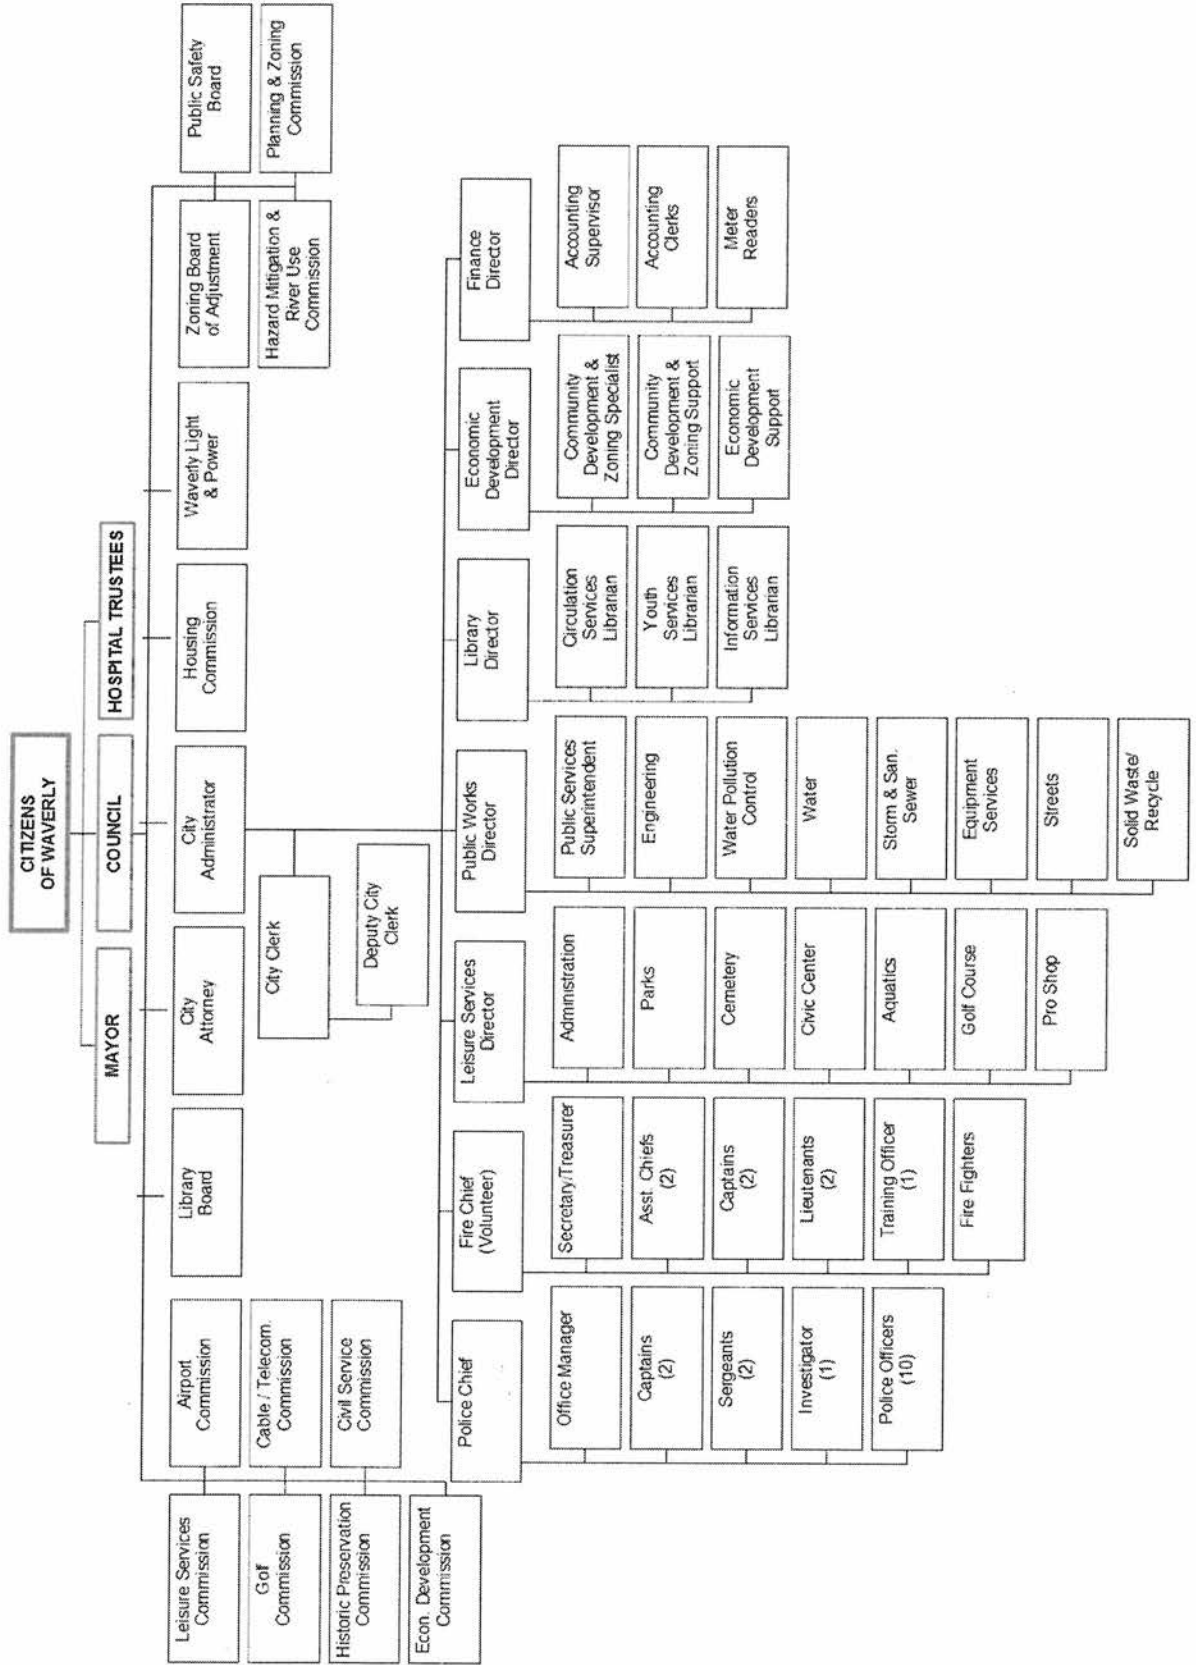 CITIZENS
OF WAVERLY
MAYOR
COUNCIL
HOSPITAL TRUSTEES
Leisure Services
Commission
Airport
Commission
Golf
Commission
Cable / Telecom.
Commission
Historic Preservation
Commission
Civil Service
Commission
Econ. Development
Commission
Library
Board
City
Attorney
City
Administrator
Housing
Commission
Waverly Light
& Power
Zoning Board
of Adjustment
Public Safety
Board
Hazard Mitigation &
River Use
Commission
Planning & Zoning
Commission
City Clerk
Deputy City
Clerk
Police Chief
Office Manager
Captains
(2)
Sergeants
(2)
Investigator
(1)
Police Officers
(10)
Fire Chief
(Volunteer)
Secretary/Treasurer
Asst. Chiefs
(2)
Captains
(2)
Lieutenants
(2)
Training Officer
(1)
Fire Fighters
Leisure Services
Director
Administration
Parks
Cemetery
Civic Center
Aquatics
Golf Course
Pro Shop
Public Works
Director
Public Services
Superintendent
Engineering
Water Pollution
Control
Water
Storm & San.
Sewer
Equipment
Services
Streets
Solid Waste/
Recycle
Library
Director
Circulation
Services
Librarian
Youth
Services
Librarian
Information
Services
Librarian
Economic
Development
Director
Community
Development &
Zoning Specialist
Community
Development &
Zoning Support
Economic
Development
Support
Finance
Director
Accounting
Supervisor
Accounting
Clerks
Meter
Readers